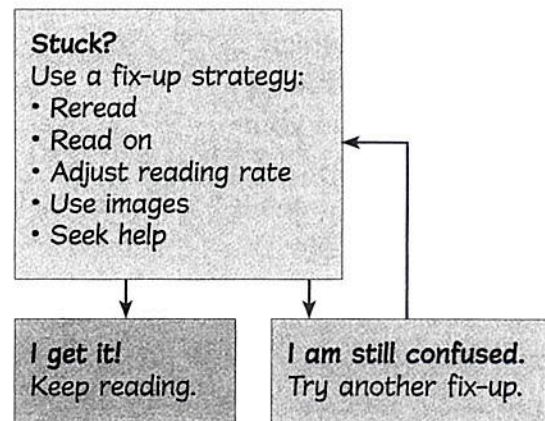 Stuck?
Use a fix-up strategy:
• Reread
• Read on
• Adjust reading rate
• Use images
• Seek help
I get it!
Keep reading.
I am still confused.
Try another fix-up.